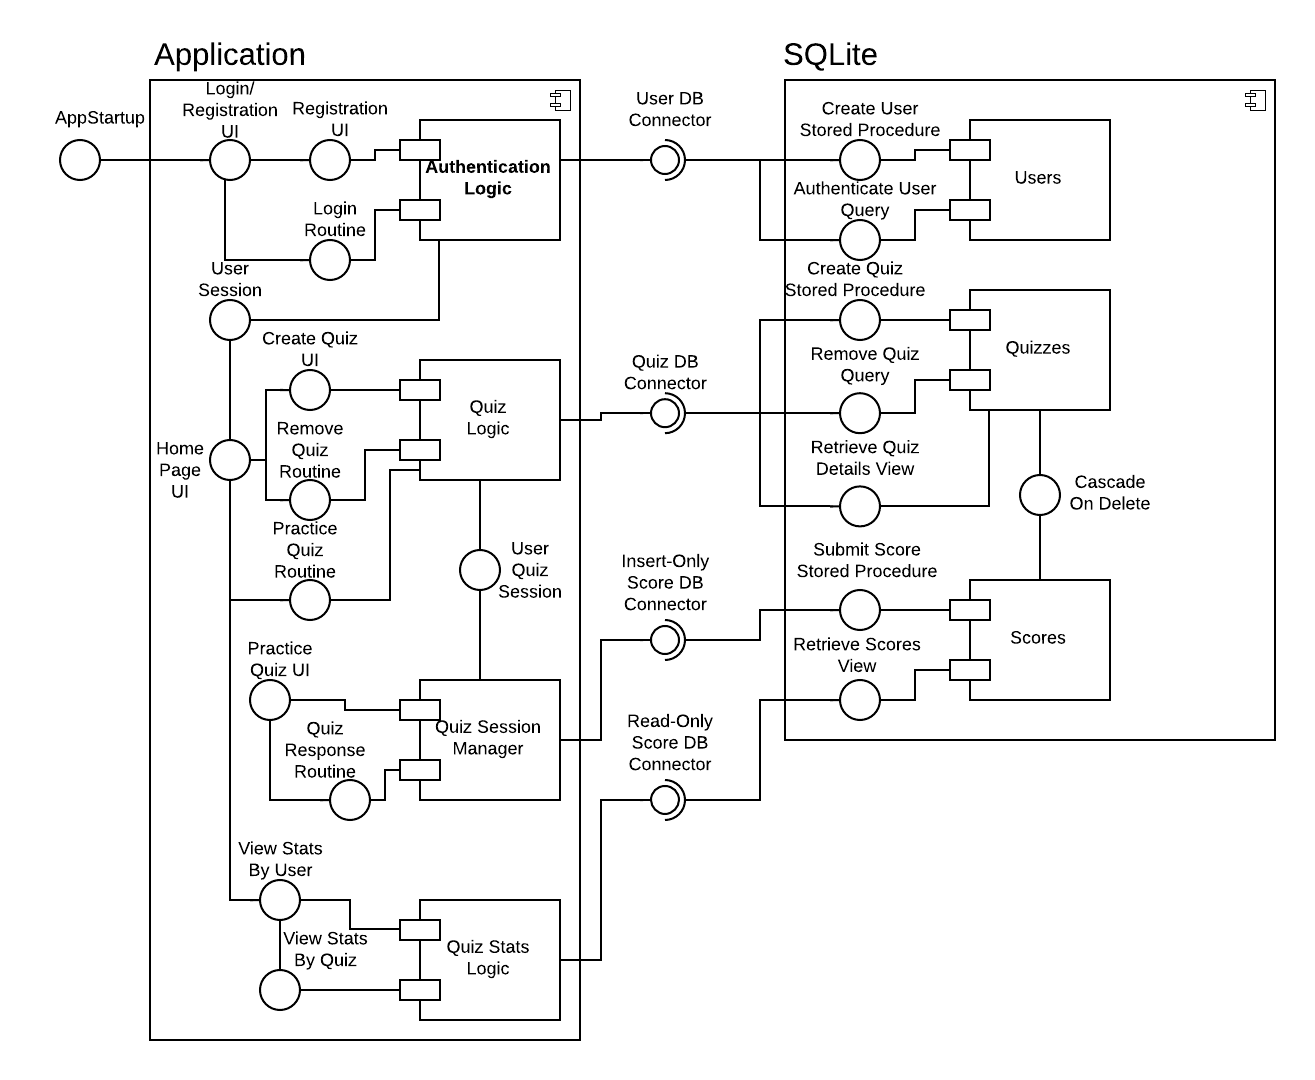 Application
SQLite
AppStartup
Login/
Registration
UI
Registration
UI
Authentication
Logic
Login
Routine
User
Session
Create Quiz
UI
Quiz
Logic
Remove
Quiz
Routine
Home
Page
UI
Practice
Quiz
Routine
User
Quiz
Session
Practice
Quiz UI
Quiz Session
Manager
Quiz
Response
Routine
View Stats
By User
View Stats
By Quiz
Quiz Stats
Logic
User DB
Connector
Quiz DB
Connector
Insert-Only
Score DB
Connector
Read-Only
Score DB
Connector
Create User
Stored Procedure
Users
Authenticate User
Query
Create Quiz
Stored Procedure
Quizzes
Remove Quiz
Query
Retrieve Quiz
Details View
Cascade
On Delete
Submit Score
Stored Procedure
Scores
Retrieve Scores
View